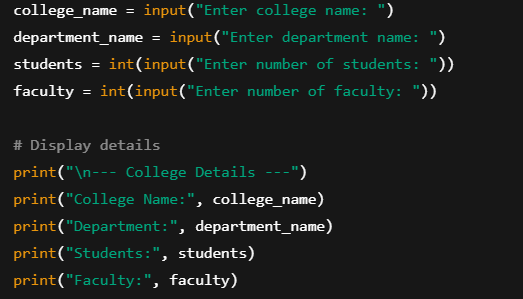 college_name = input("Enter college name: ")
department_name = input("Enter department name: ")
students = int(input("Enter number of students: "))
faculty = int(input("Enter number of faculty: "))

# Display details
print("\n--- College Details ---")
print("College Name:", college_name)
print("Department:", department_name)
print("Students:", students)
print("Faculty:", faculty)